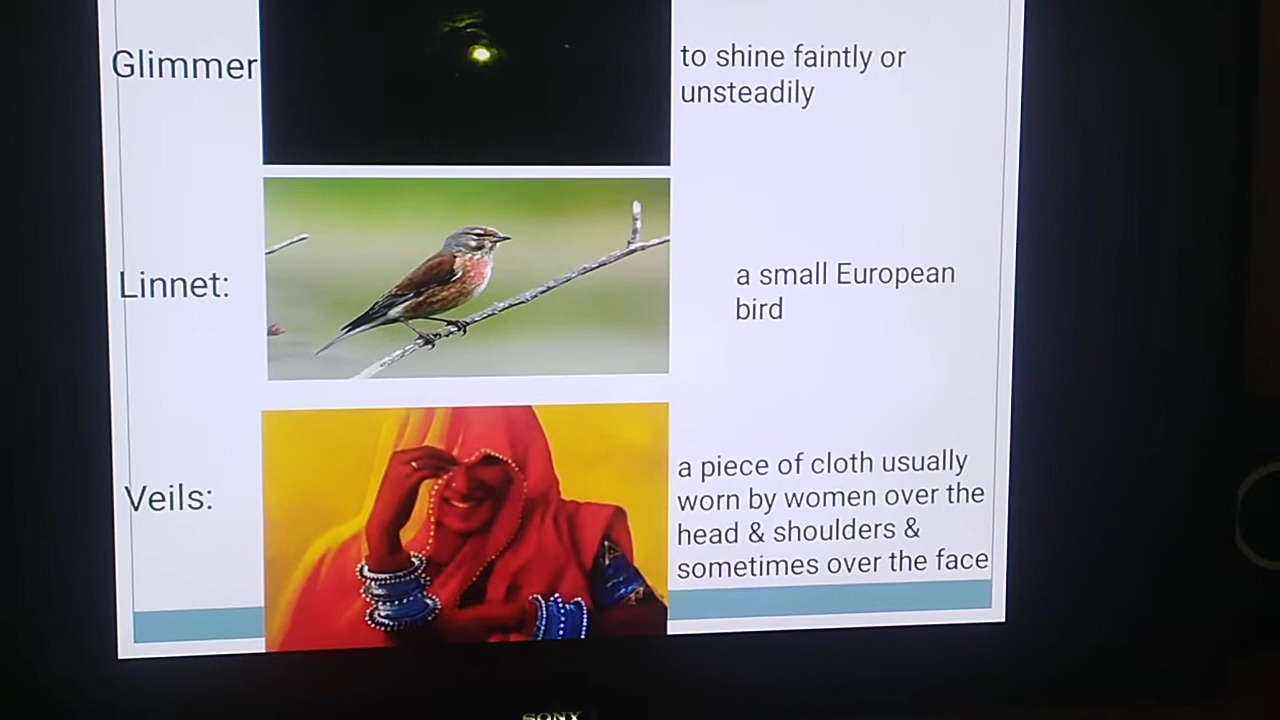 Glimmer
to shine faintly or
unsteadily
Linnet:
a small European
bird
Veils:
a piece of cloth usually
worn by women over the
head & shoulders &
sometimes over the face
SONY